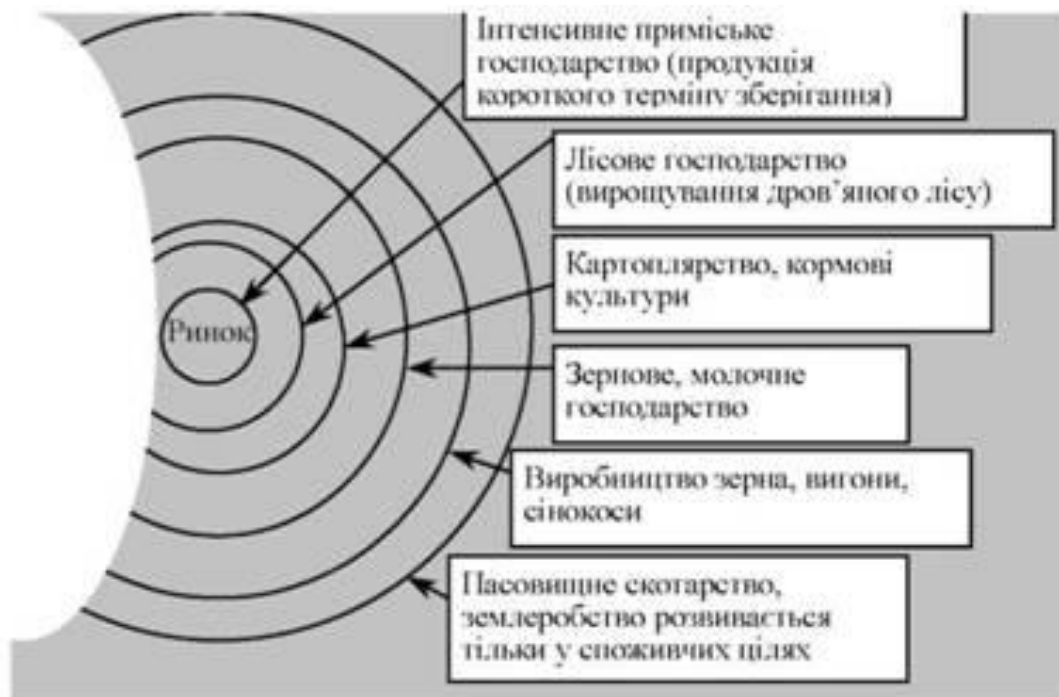 Інтенсивне приміське
господарство (продукція
короткого терміну зберігання)
Лісове господарство
(вирощування дров’яного лісу)
Картоплярство, кормові
культури
Ринок
Зернове, молочне
господарство
Виробництво зерна, вигони,
сінокоси
Пасовищне скотарство,
землеробство розвивається
тільки у споживчих цілях